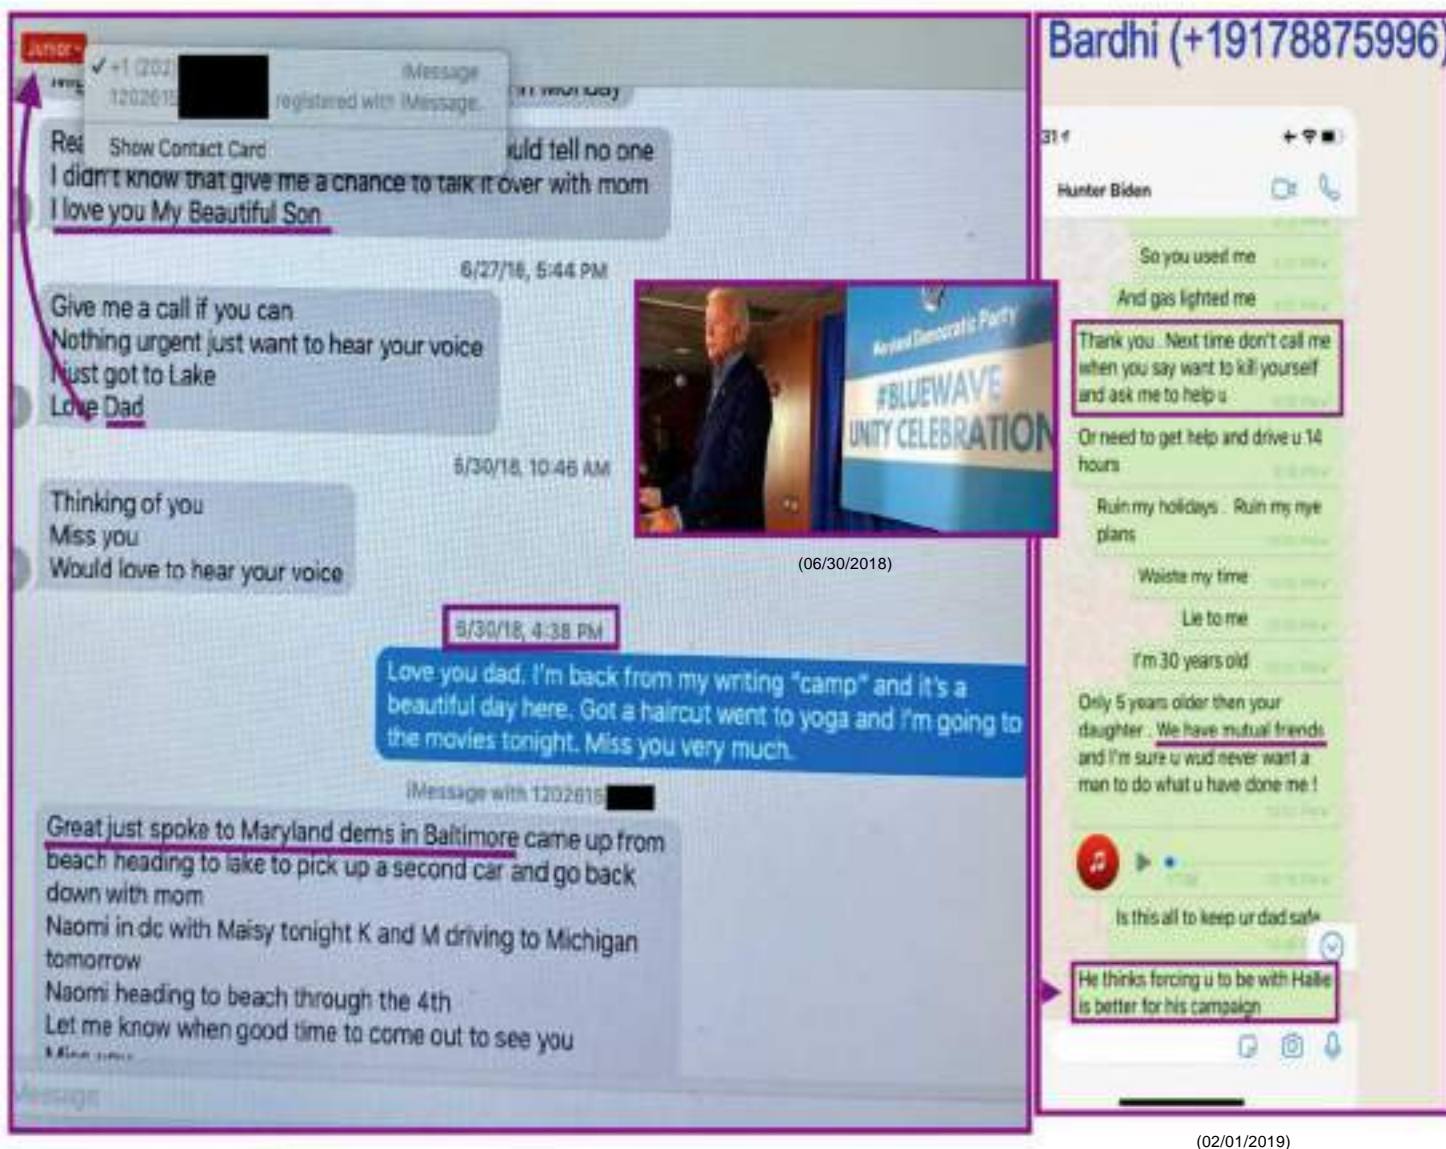 Junior
✓ +1 (202) iMessage
1202615 registered with iMessage.
n Monday
Show Contact Card
Rea uld tell no one
I didn't know that give me a chance to talk it over with mom
I love you My Beautiful Son
6/27/18, 5:44 PM
Give me a call if you can
Nothing urgent just want to hear your voice
I just got to Lake
Love Dad
6/30/18, 10:46 AM
Thinking of you
Miss you
Would love to hear your voice
6/30/18, 4:38 PM
Love you dad. I'm back from my writing "camp" and it's a
beautiful day here. Got a haircut went to yoga and I'm going to
the movies tonight. Miss you very much.
iMessage with 1202615
Great just spoke to Maryland dems in Baltimore came up from
beach heading to lake to pick up a second car and go back
down with mom
Naomi in dc with Maisy tonight K and M driving to Michigan
tomorrow
Naomi heading to beach through the 4th
Let me know when good time to come out to see you
Miss you
Message
Maryland Democratic Party
#BLUEWAVE
UNITY CELEBRATION
(06/30/2018)
Bardhi (+19178875996)
31
Hunter Biden
So you used me
And gas lighted me
Thank you . Next time don't call me
when you say want to kill yourself
and ask me to help u
Or need to get help and drive u 14
hours
Ruin my holidays . Ruin my nye
plans
Waiste my time
Lie to me
I'm 30 years old
Only 5 years older then your
daughter . We have mutual friends
and I'm sure u wud never want a
man to do what u have done me !
Is this all to keep ur dad safe
He thinks forcing u to be with Hallie
is better for his campaign
(02/01/2019)